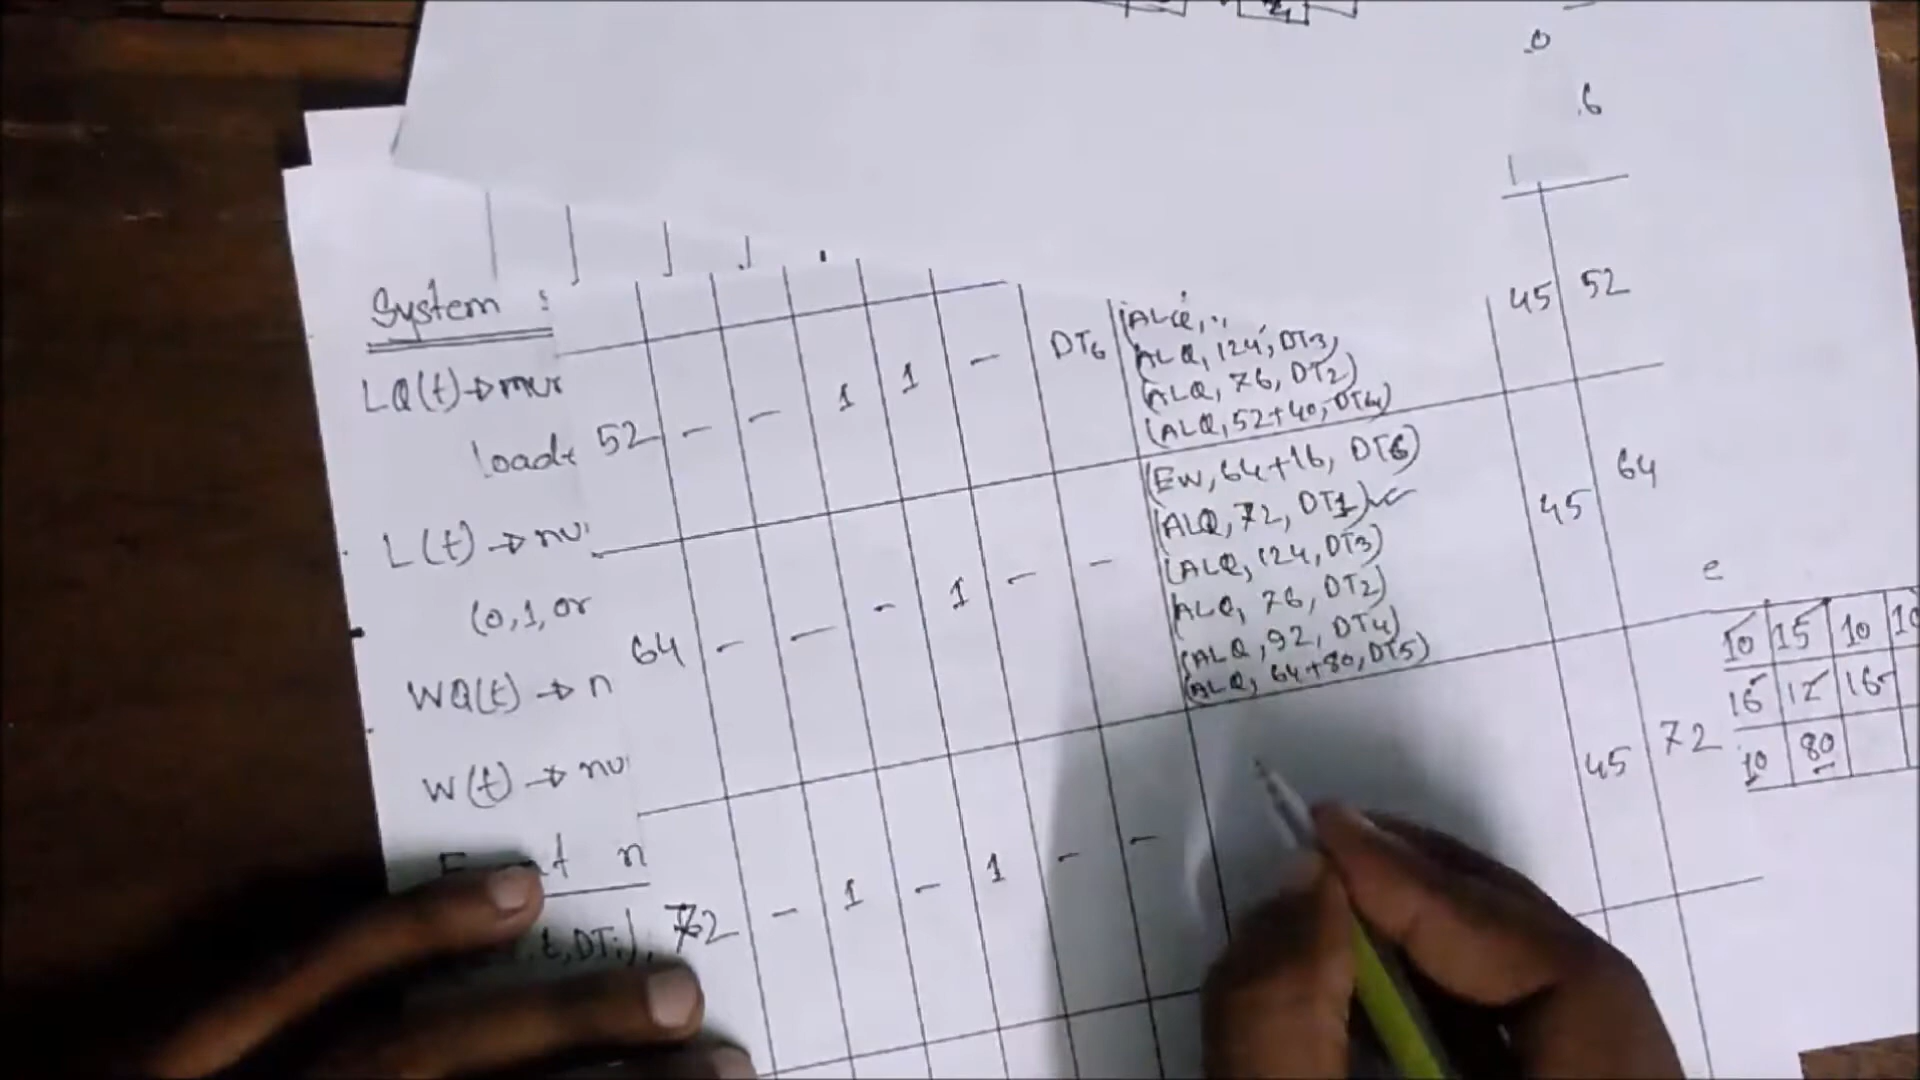 0
6
System :
LQ(t)→
load
L(t)→
(0,1,or
WQ(t) → n
W(t) → nu
n
t,DTi),
52 - - 1 1 - DT6
(ALQ, 124, DT3)
(ALQ, 76, DT2)
(ALQ, 52+40, DT4)
45 52
64 - - - 1 - -
(EW, 64+16, DT6)
(ALQ, 72, DT1)
(ALQ, 124, DT3)
(ALQ, 76, DT2)
(ALQ, 92, DT4)
(ALQ, 64+80, DT5)
45 64
72 - 1 - 1 - -
45 72
e
10 15 10 10
16 12 16
10 80